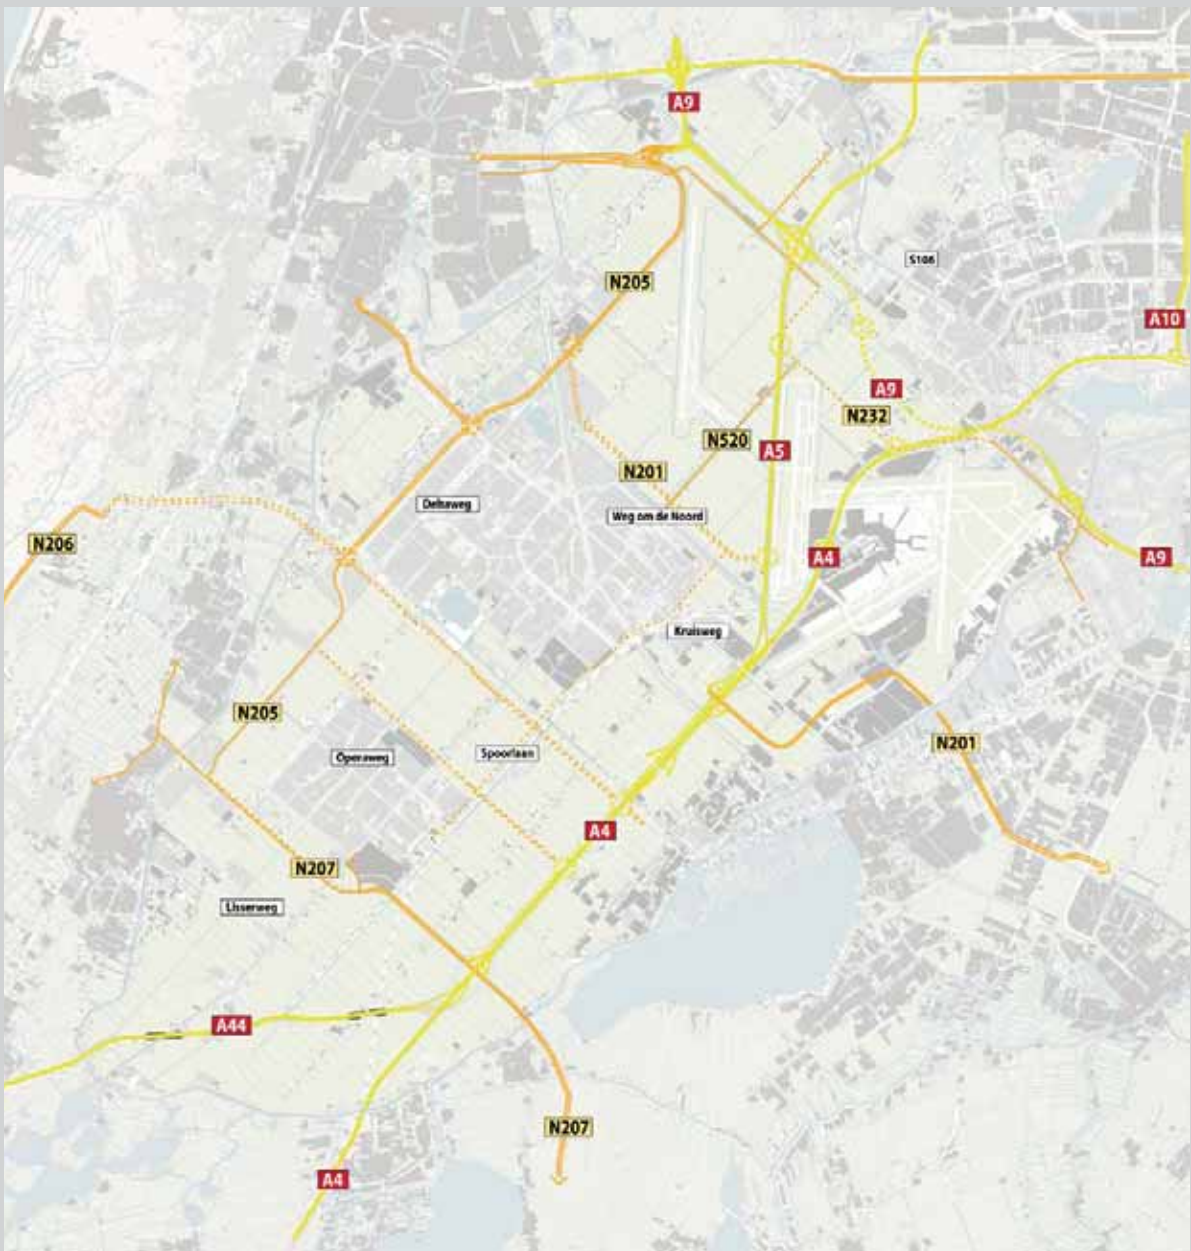 A9
S106
N205
A10
A9
N232
N520
A5
N201
Deltaweg
Weg om de Noord
N206
A4
A9
Kruisweg
N205
N201
Spoorlaan
Operaweg
A4
N207
Lisserweg
A44
N207
A4